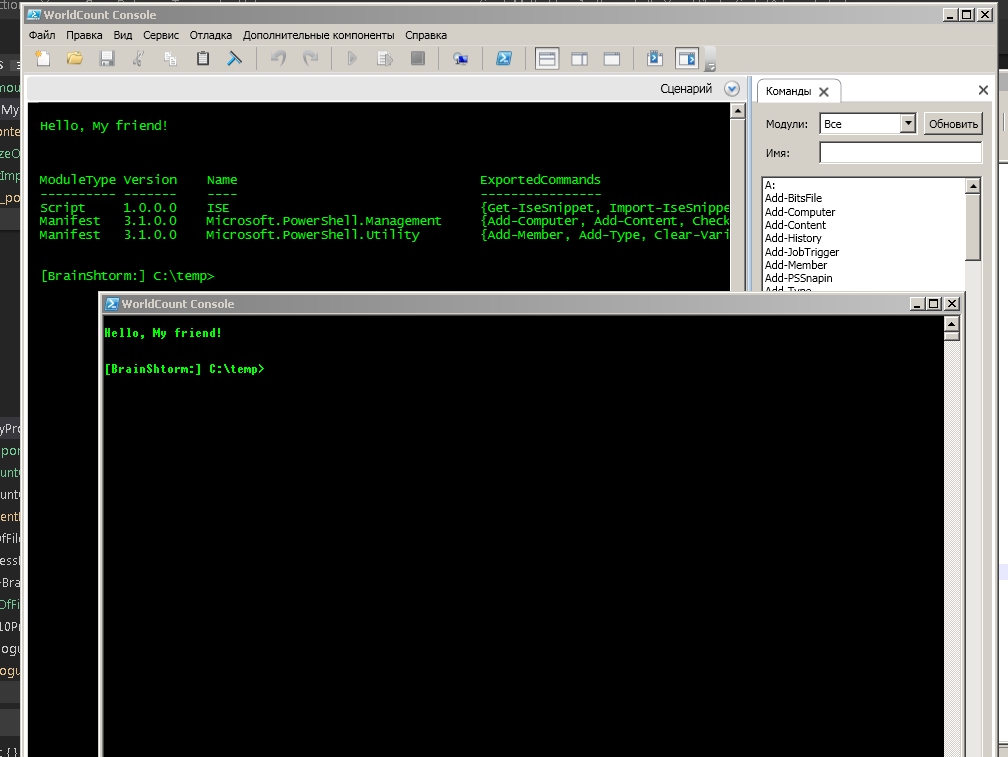 WorldCount Console
Файл Правка Вид Сервис Отладка Дополнительные компоненты Справка
Сценарий
Команды
Hello, My friend!
Модули: Все Обновить
Имя:
ModuleType Version Name ExportedCommands
---------- ------- ---- ----------------
Script 1.0.0.0 ISE {Get-IseSnippet, Import-IseSnippe
Manifest 3.1.0.0 Microsoft.PowerShell.Management {Add-Computer, Add-Content, Check
Manifest 3.1.0.0 Microsoft.PowerShell.Utility {Add-Member, Add-Type, Clear-Vari
[BrainShtorm:] C:\temp>
A:
Add-BitsFile
Add-Computer
Add-Content
Add-History
Add-JobTrigger
Add-Member
Add-PSSnapin
Add-Type
WorldCount Console
Hello, My friend!
[BrainShtorm:] C:\temp>